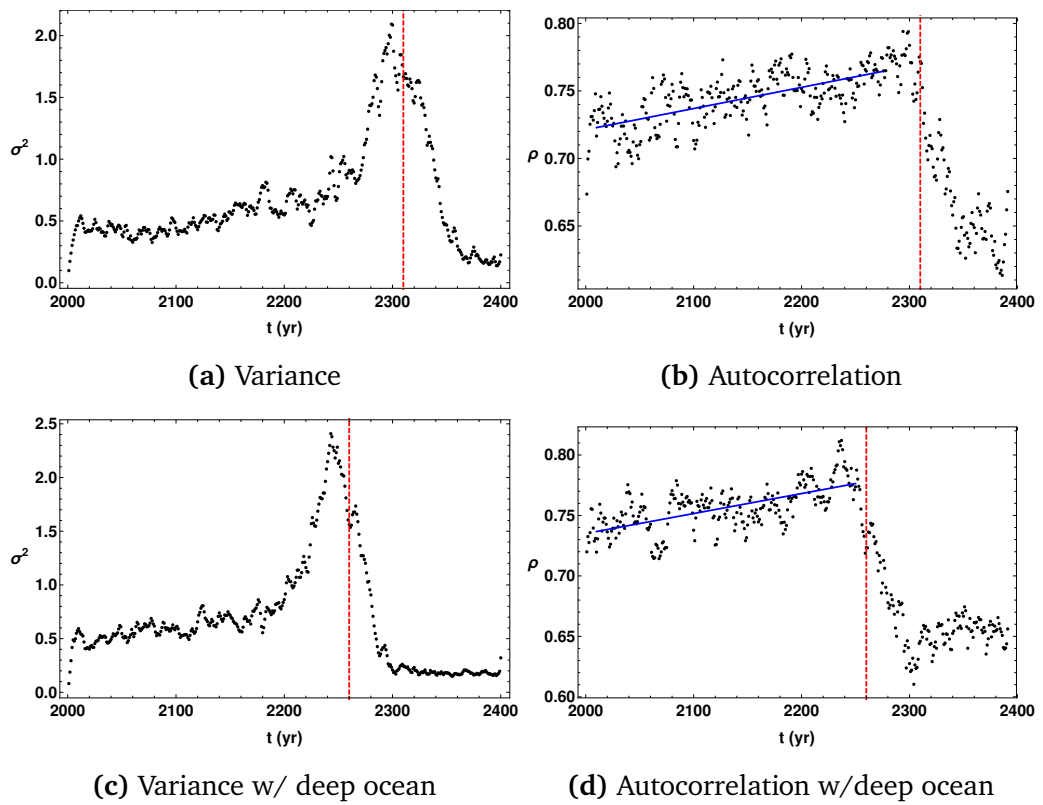 2.0
1.5
σ²
1.0
0.5
0.0
2000 2100 2200 2300 2400
t (yr)
(a) Variance
0.80
0.75
ρ
0.70
0.65
2000 2100 2200 2300 2400
t (yr)
(b) Autocorrelation
2.5
2.0
1.5
σ²
1.0
0.5
0.0
2000 2100 2200 2300 2400
t (yr)
(c) Variance w/ deep ocean
0.80
0.75
0.70
ρ
0.65
0.60
2000 2100 2200 2300 2400
t (yr)
(d) Autocorrelation w/deep ocean